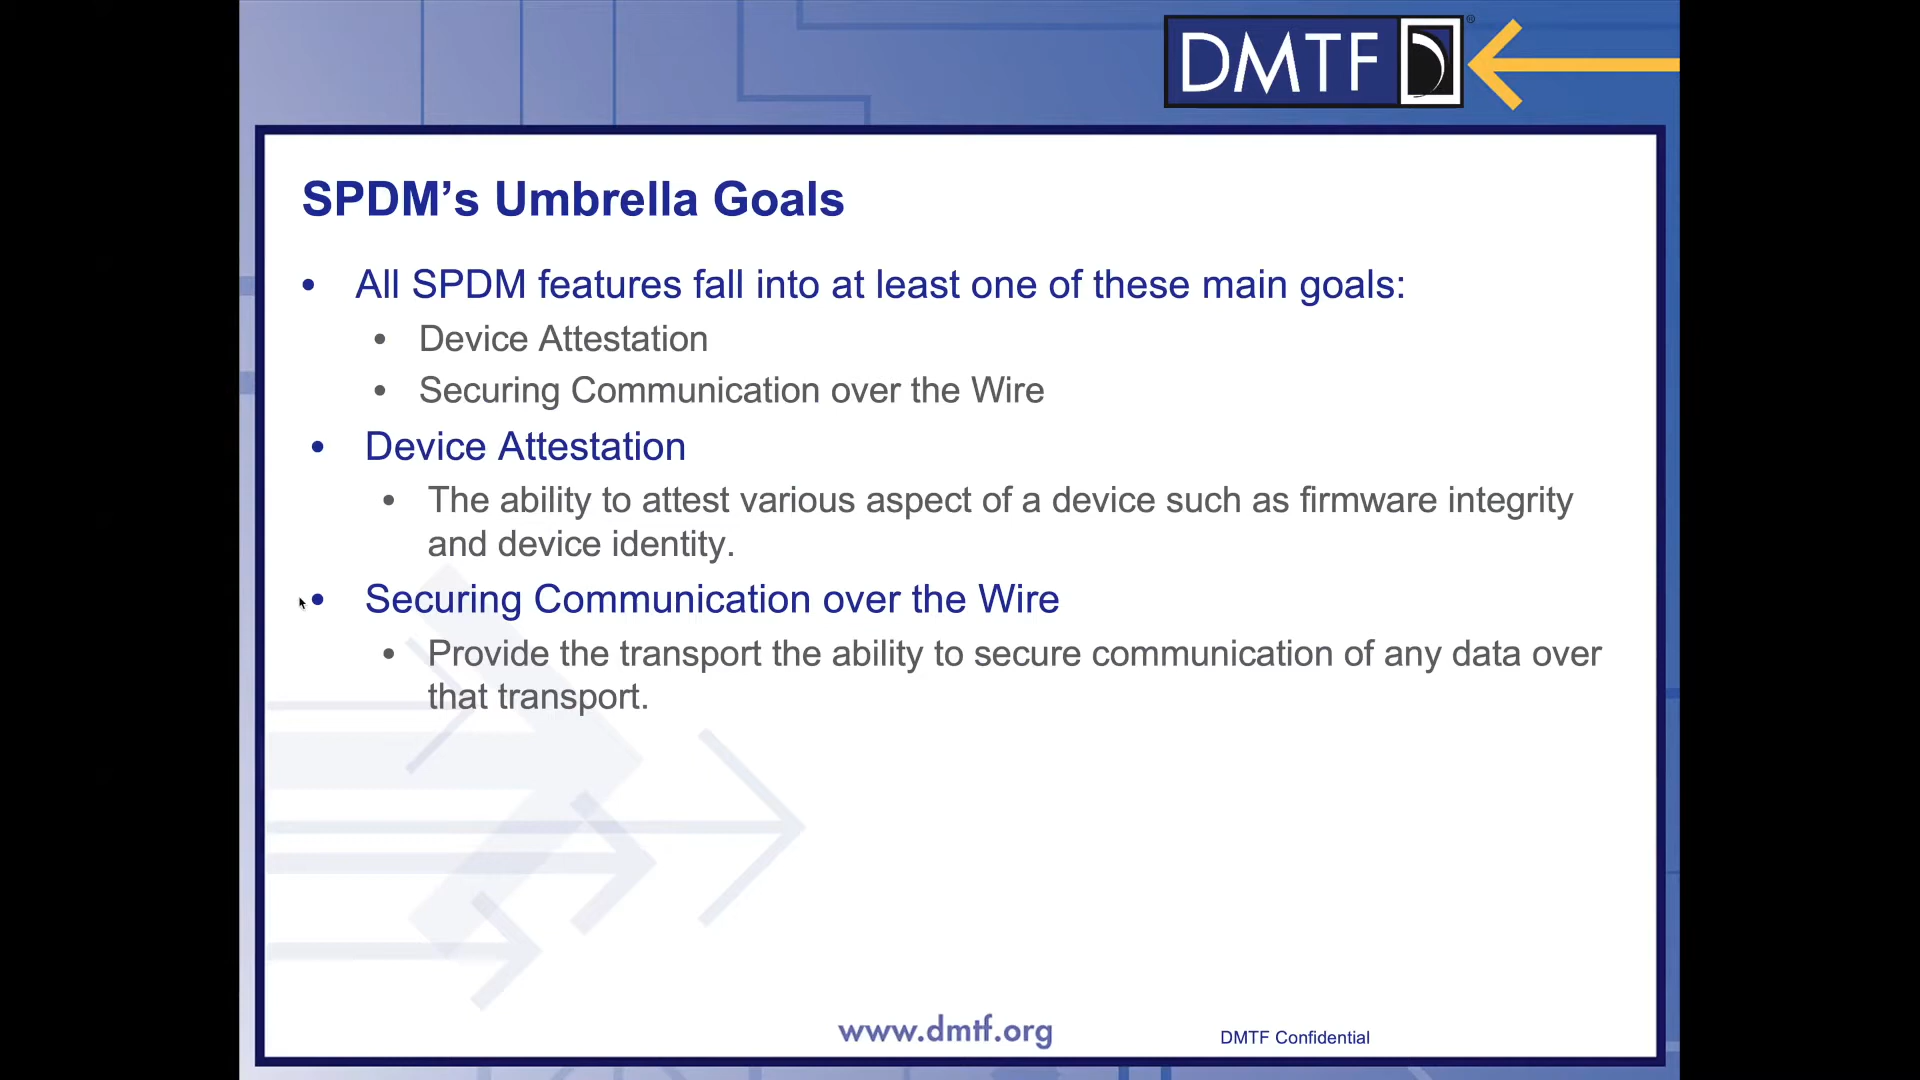 DMTF ®
SPDM’s Umbrella Goals
• All SPDM features fall into at least one of these main goals:
• Device Attestation
• Securing Communication over the Wire
• Device Attestation
• The ability to attest various aspect of a device such as firmware integrity
and device identity.
• Securing Communication over the Wire
• Provide the transport the ability to secure communication of any data over
that transport.
www.dmtf.org
DMTF Confidential